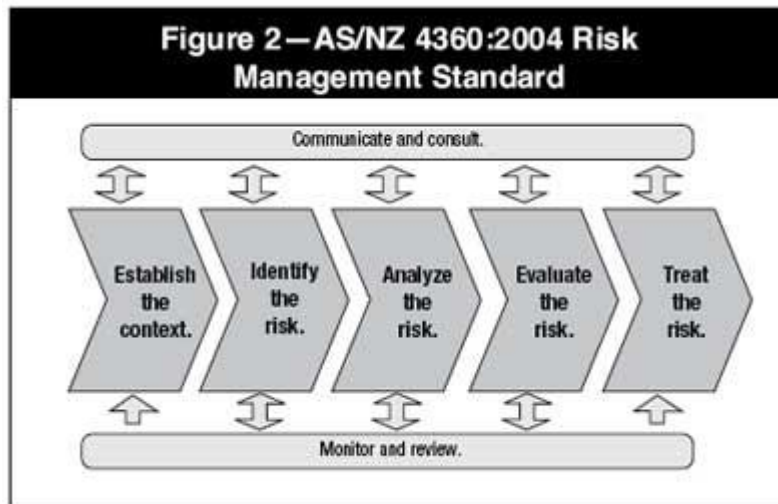 Figure 2—AS/NZ 4360:2004 Risk
Management Standard
Communicate and consult.
Establish
the
context.
Identify
the
risk.
Analyze
the
risk.
Evaluate
the
risk.
Treat
the
risk.
Monitor and review.